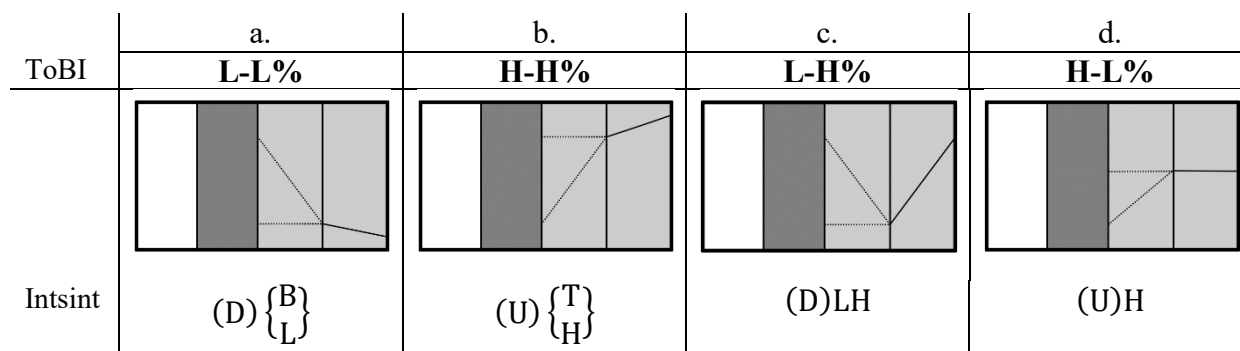 a. b. c. d.
ToBI L-L% H-H% L-H% H-L%
Intsint (D) {B L} (U) {T H} (D)LH (U)H